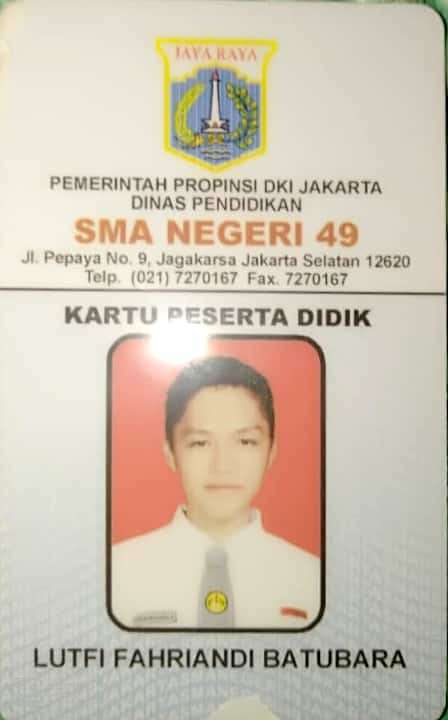 JAYA RAYA
PEMERINTAH PROPINSI DKI JAKARTA
DINAS PENDIDIKAN
SMA NEGERI 49
Jl. Pepaya No. 9, Jagakarsa Jakarta Selatan 12620
Telp. (021) 7270167 Fax. 7270167
KARTU PESERTA DIDIK
LUTFI FAHRIANDI BATUBARA